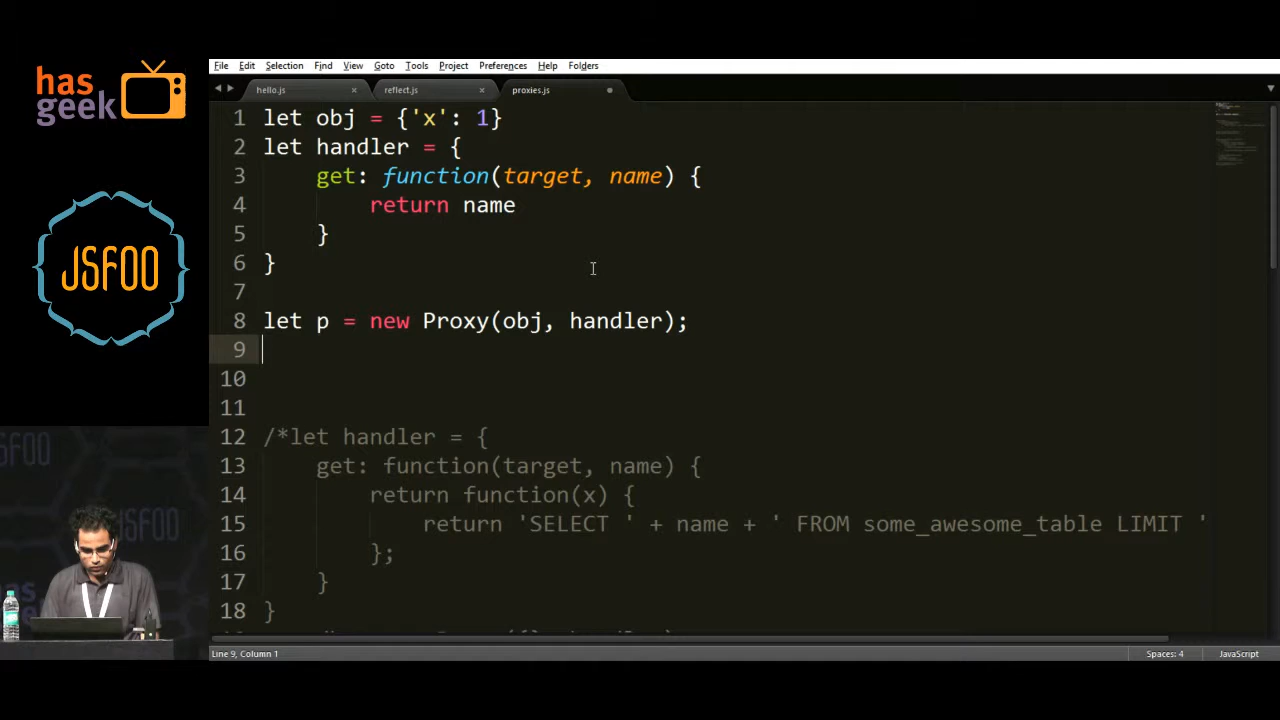 has
geek
JSFOO
File Edit Selection Find View Goto Tools Project Preferences Help Folders
hello.js reflect.js proxies.js
1 let obj = {'x': 1}
2 let handler = {
3 get: function(target, name) {
4 return name
5 }
6 }
7
8 let p = new Proxy(obj, handler);
9
10
11
12 /*let handler = {
13 get: function(target, name) {
14 return function(x) {
15 return 'SELECT ' + name + ' FROM some_awesome_table LIMIT '
16 };
17 }
18 }
Line 9, Column 1
Spaces: 4
JavaScript
JSFOO